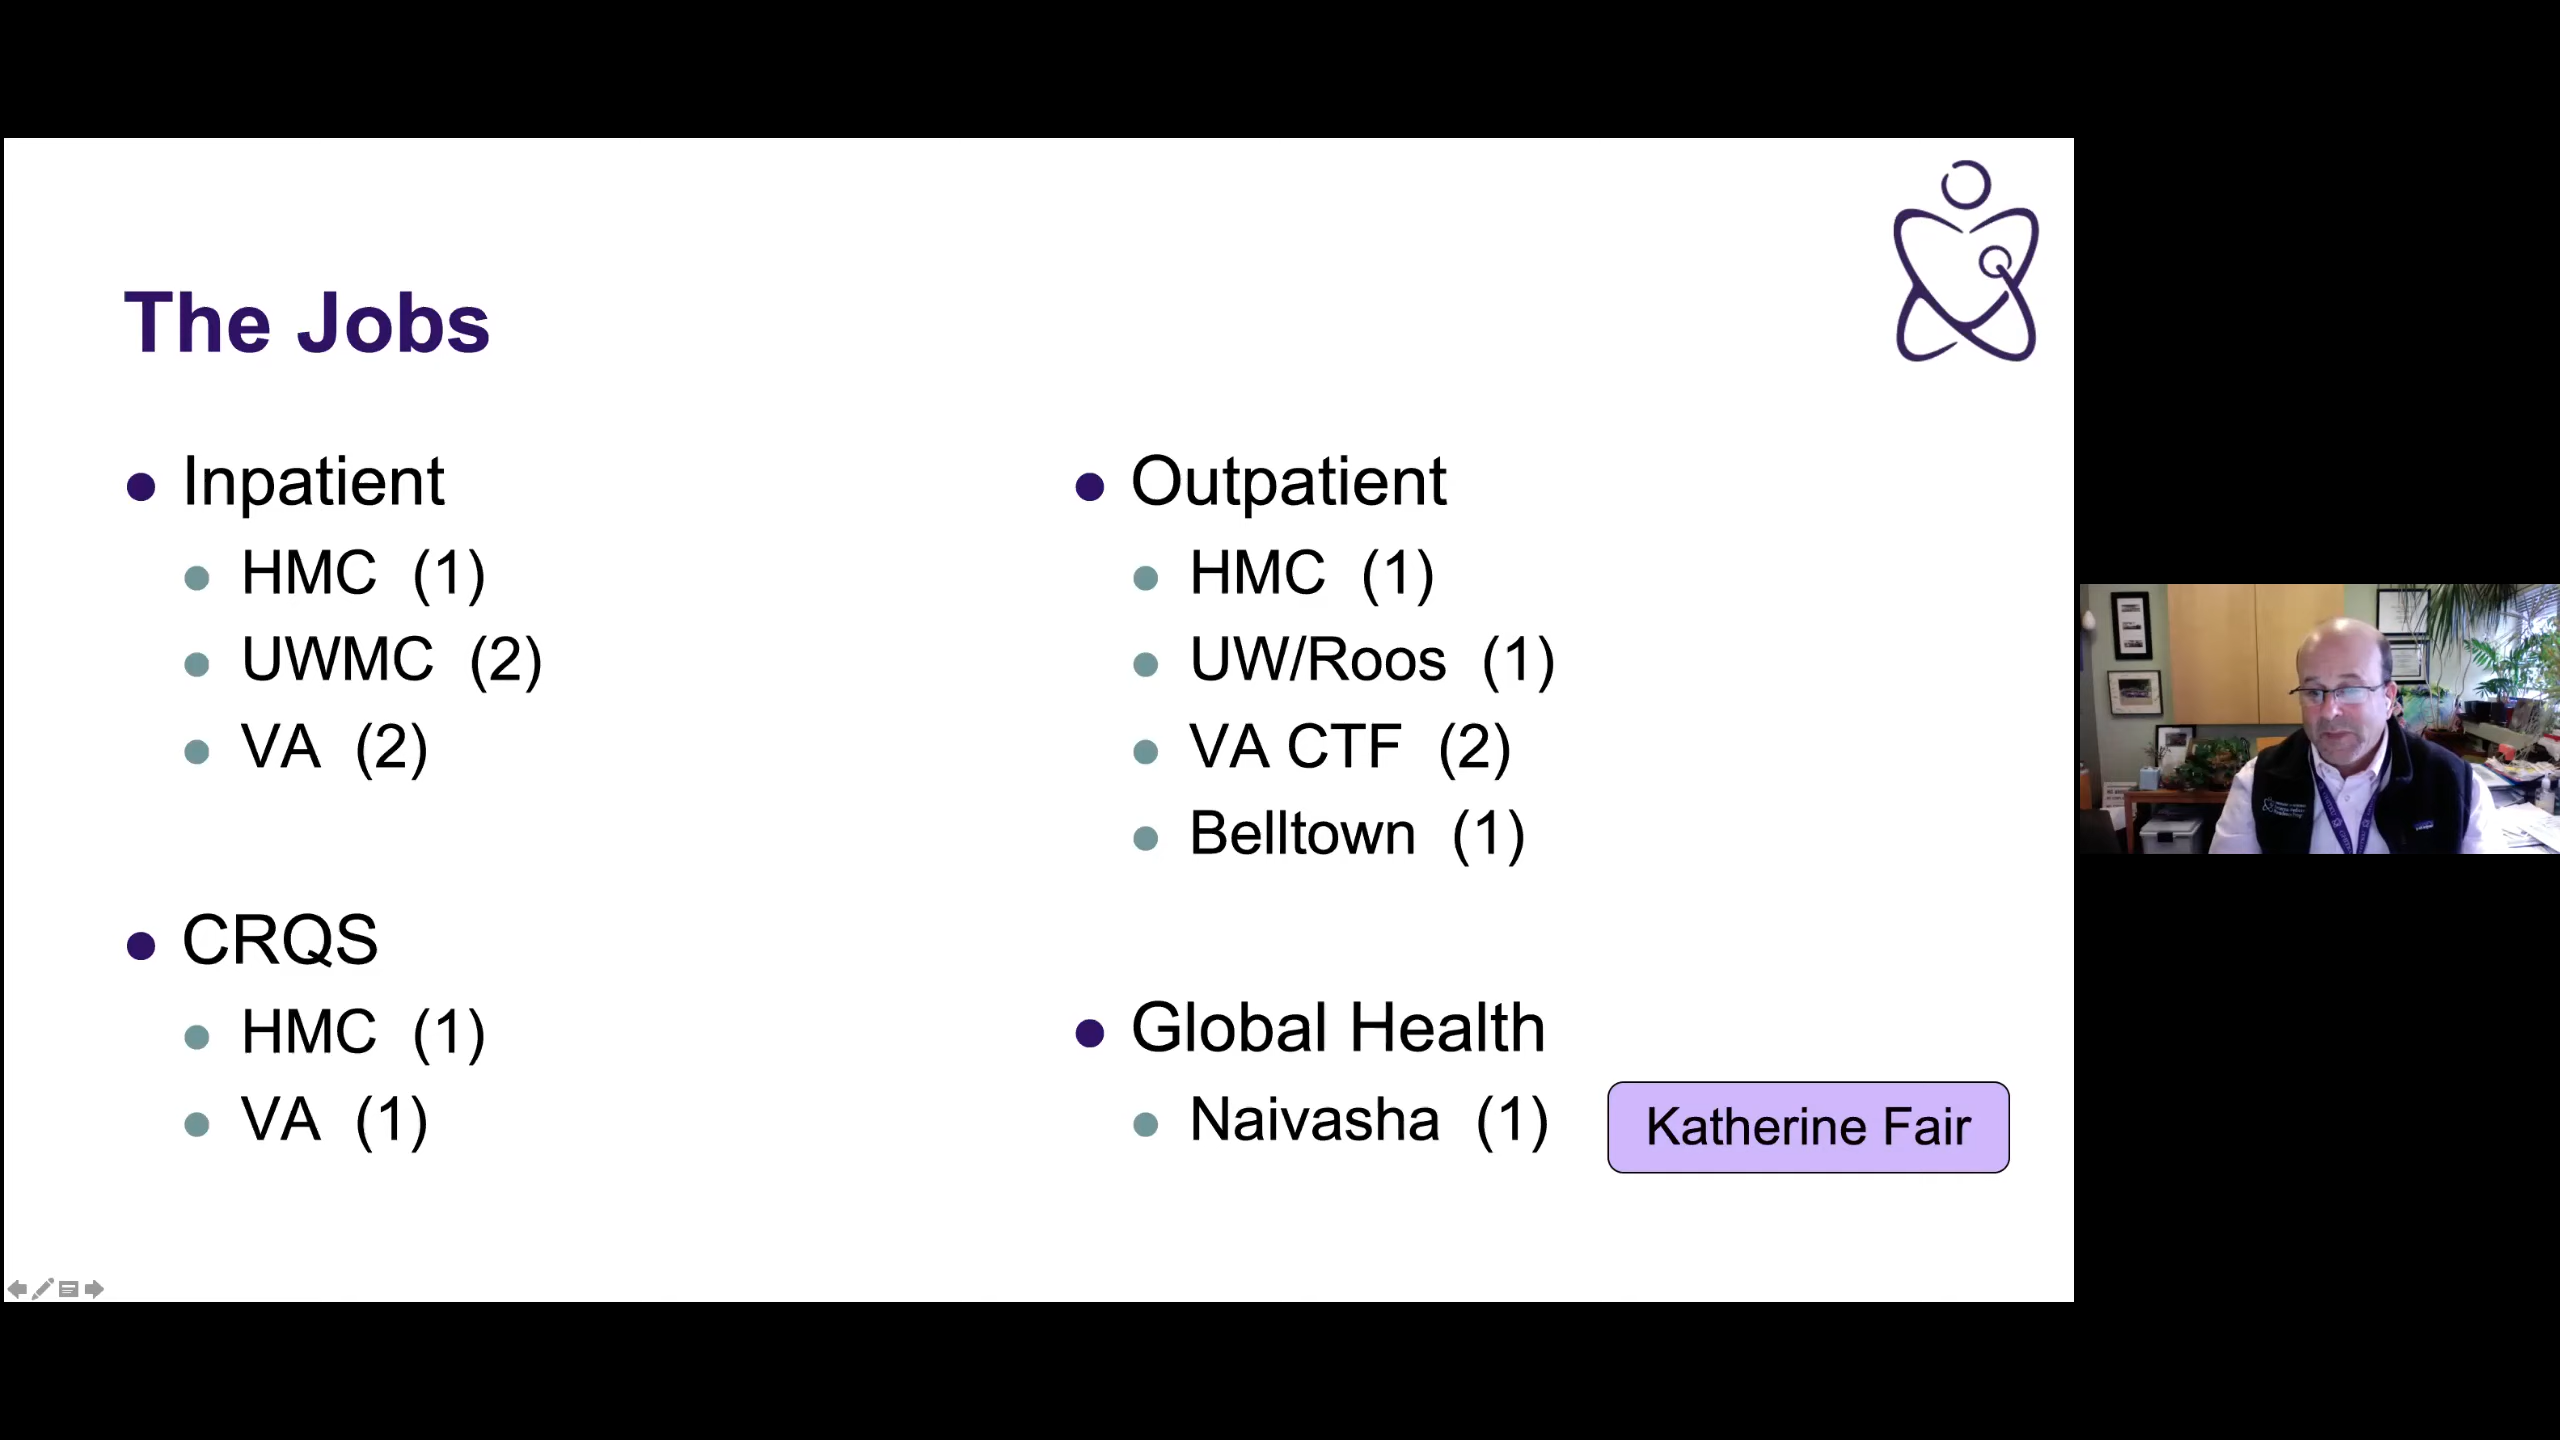 The Jobs
Inpatient
HMC (1)
UWMC (2)
VA (2)
CRQS
HMC (1)
VA (1)
Outpatient
HMC (1)
UW/Roos (1)
VA CTF (2)
Belltown (1)
Global Health
Naivasha (1)
Katherine Fair